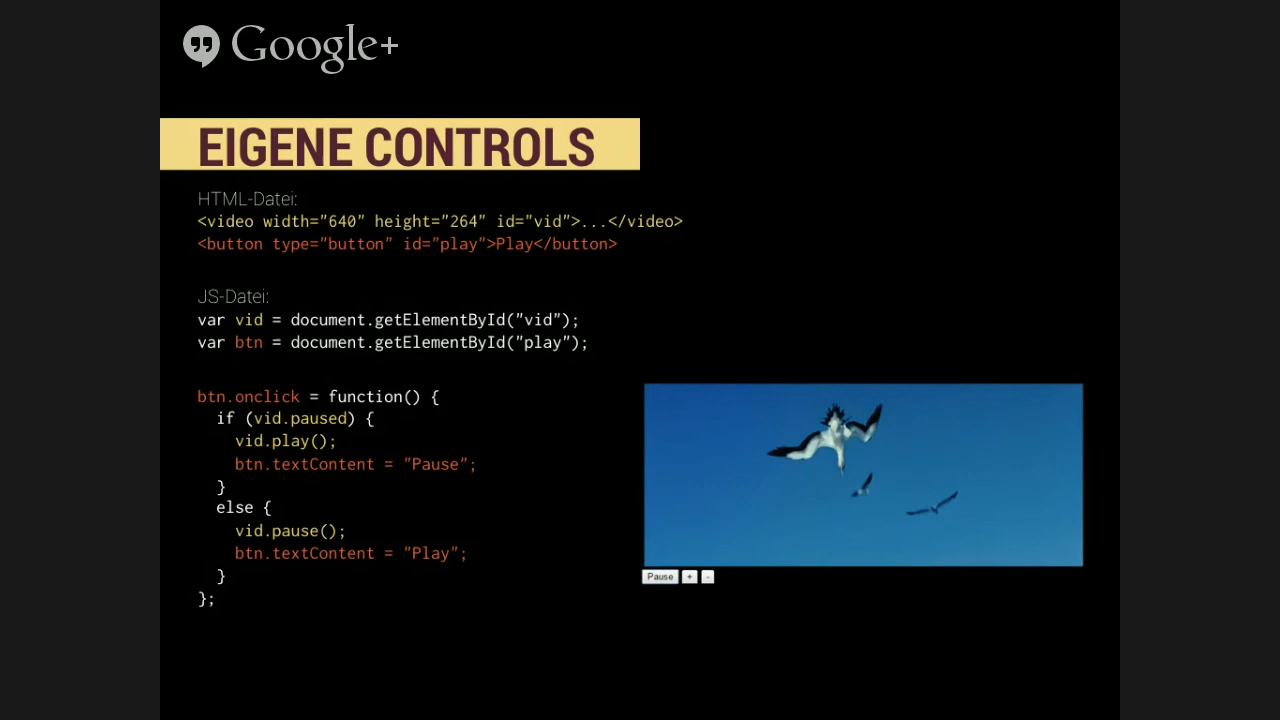 Google+
EIGENE CONTROLS
HTML-Datei:
<video width="640" height="264" id="vid">...</video>
<button type="button" id="play">Play</button>
JS-Datei:
var vid = document.getElementById("vid");
var btn = document.getElementById("play");
btn.onclick = function() {
if (vid.paused) {
vid.play();
btn.textContent = "Pause";
}
else {
vid.pause();
btn.textContent = "Play";
}
};
Pause + -